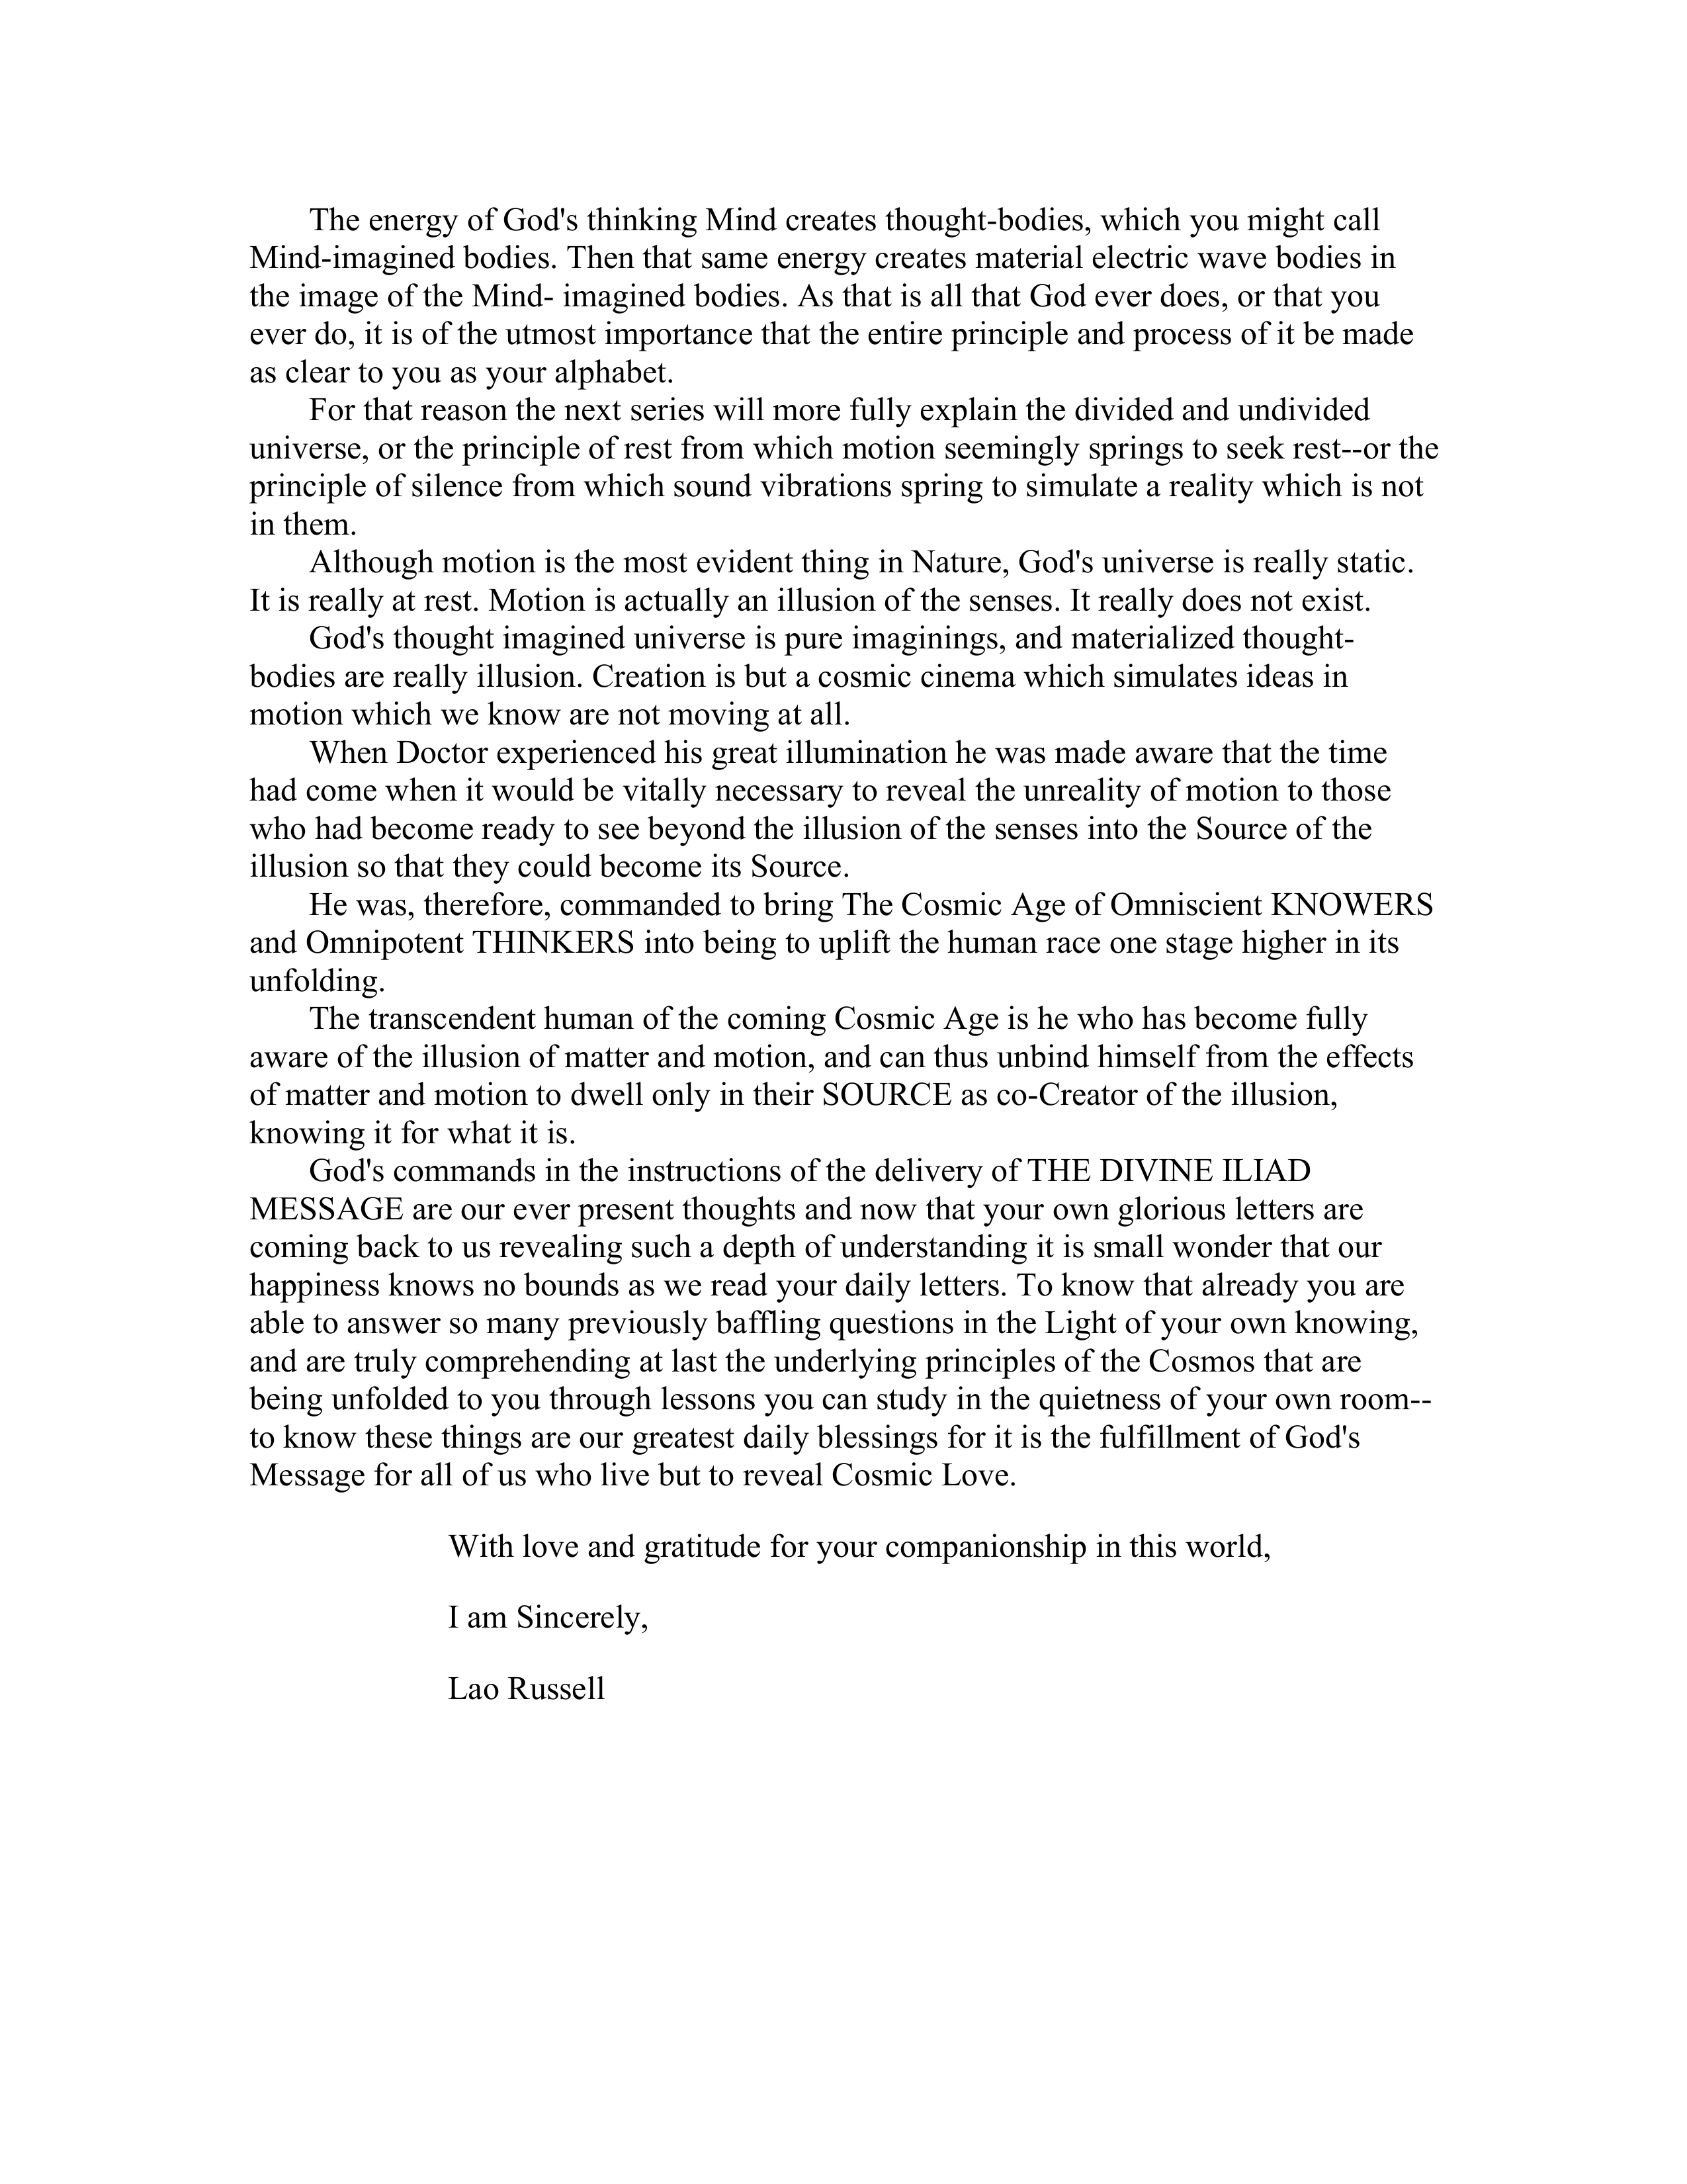 The energy of God's thinking Mind creates thought-bodies, which you might call
Mind-imagined bodies. Then that same energy creates material electric wave bodies in
the image of the Mind- imagined bodies. As that is all that God ever does, or that you
ever do, it is of the utmost importance that the entire principle and process of it be made
as clear to you as your alphabet.
For that reason the next series will more fully explain the divided and undivided
universe, or the principle of rest from which motion seemingly springs to seek rest--or the
principle of silence from which sound vibrations spring to simulate a reality which is not
in them.
Although motion is the most evident thing in Nature, God's universe is really static.
It is really at rest. Motion is actually an illusion of the senses. It really does not exist.
God's thought imagined universe is pure imaginings, and materialized thought-
bodies are really illusion. Creation is but a cosmic cinema which simulates ideas in
motion which we know are not moving at all.
When Doctor experienced his great illumination he was made aware that the time
had come when it would be vitally necessary to reveal the unreality of motion to those
who had become ready to see beyond the illusion of the senses into the Source of the
illusion so that they could become its Source.
He was, therefore, commanded to bring The Cosmic Age of Omniscient KNOWERS
and Omnipotent THINKERS into being to uplift the human race one stage higher in its
unfolding.
The transcendent human of the coming Cosmic Age is he who has become fully
aware of the illusion of matter and motion, and can thus unbind himself from the effects
of matter and motion to dwell only in their SOURCE as co-Creator of the illusion,
knowing it for what it is.
God's commands in the instructions of the delivery of THE DIVINE ILIAD
MESSAGE are our ever present thoughts and now that your own glorious letters are
coming back to us revealing such a depth of understanding it is small wonder that our
happiness knows no bounds as we read your daily letters. To know that already you are
able to answer so many previously baffling questions in the Light of your own knowing,
and are truly comprehending at last the underlying principles of the Cosmos that are
being unfolded to you through lessons you can study in the quietness of your own room--
to know these things are our greatest daily blessings for it is the fulfillment of God's
Message for all of us who live but to reveal Cosmic Love.
With love and gratitude for your companionship in this world,
I am Sincerely,
Lao Russell